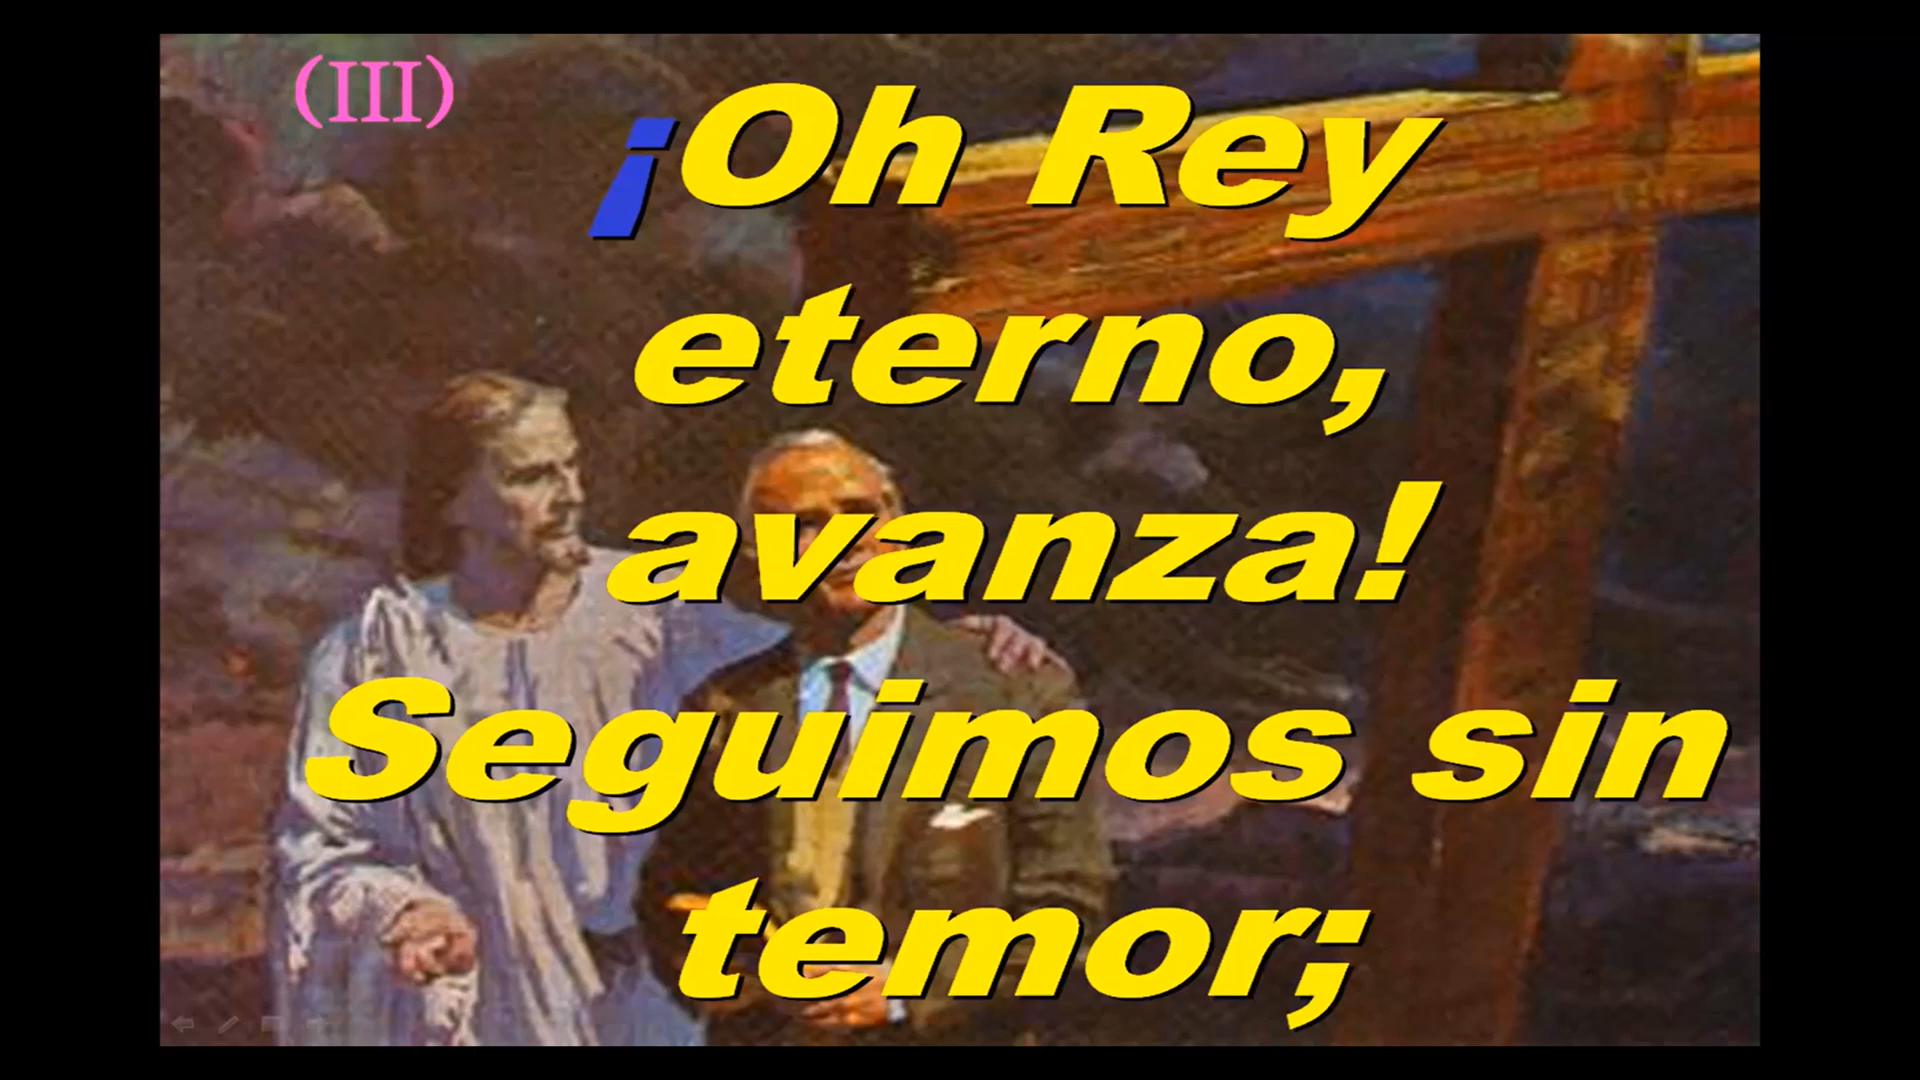 (III)
¡Oh Rey
eterno,
avanza!
Seguimos sin
temor;